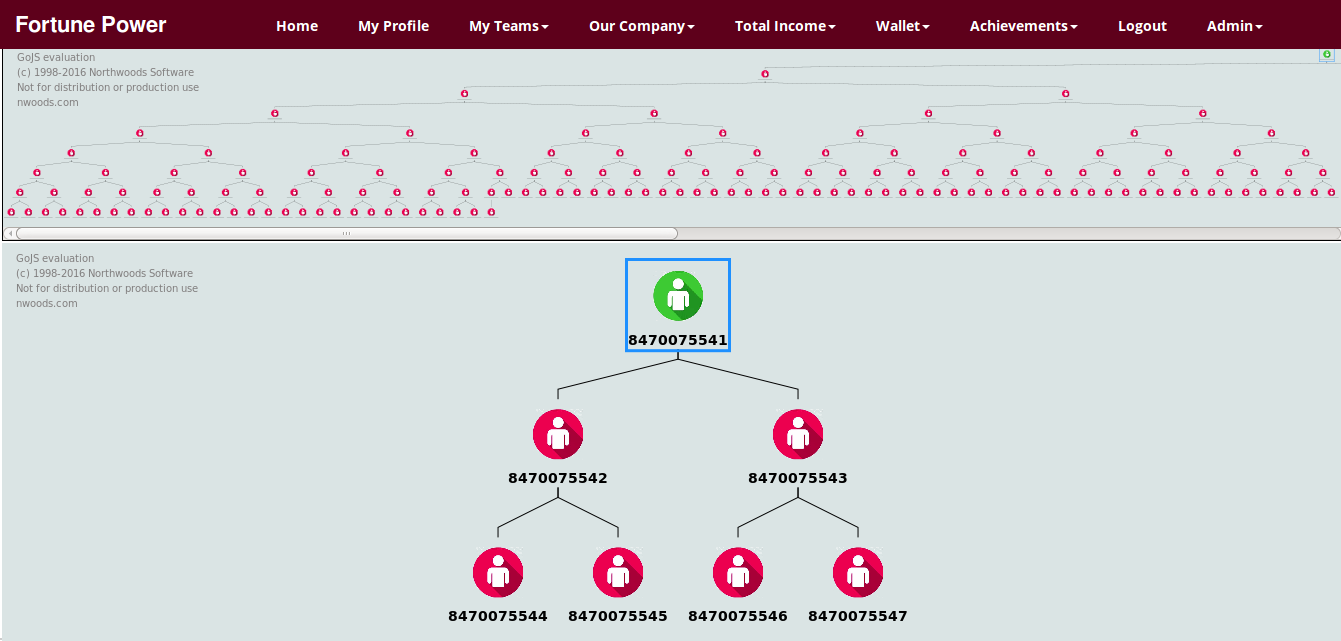 Fortune Power
Home My Profile My Teams Our Company Total Income Wallet Achievements Logout Admin
GoJS evaluation
(c) 1998-2016 Northwoods Software
Not for distribution or production use
nwoods.com
GoJS evaluation
(c) 1998-2016 Northwoods Software
Not for distribution or production use
nwoods.com
8470075541
8470075542 8470075543
8470075544 8470075545 8470075546 8470075547